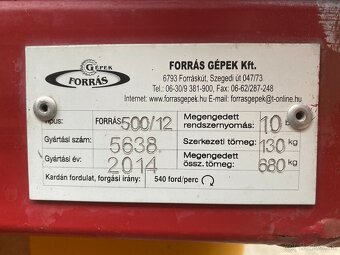 GÉPEK
FORRÁS
FORRÁS GÉPEK Kft.
6793 Forráskút, Szegedi út 047/73
Tel.: 06-30/9 381-900, Fax: 06-62/287-248
Internet: www.forrasgepek.hu E-mail: forrasgepek@t-online.hu
Típus: FORRÁS 500/12 Megengedett rendszernyomás: 10
Gyártási szám: 5638 Szerkezeti tömeg: 130 kg
Gyártási év: 2014 Megengedett össz. tömeg: 680 kg
Kardán fordulat, forgási irány: 540 ford/perc